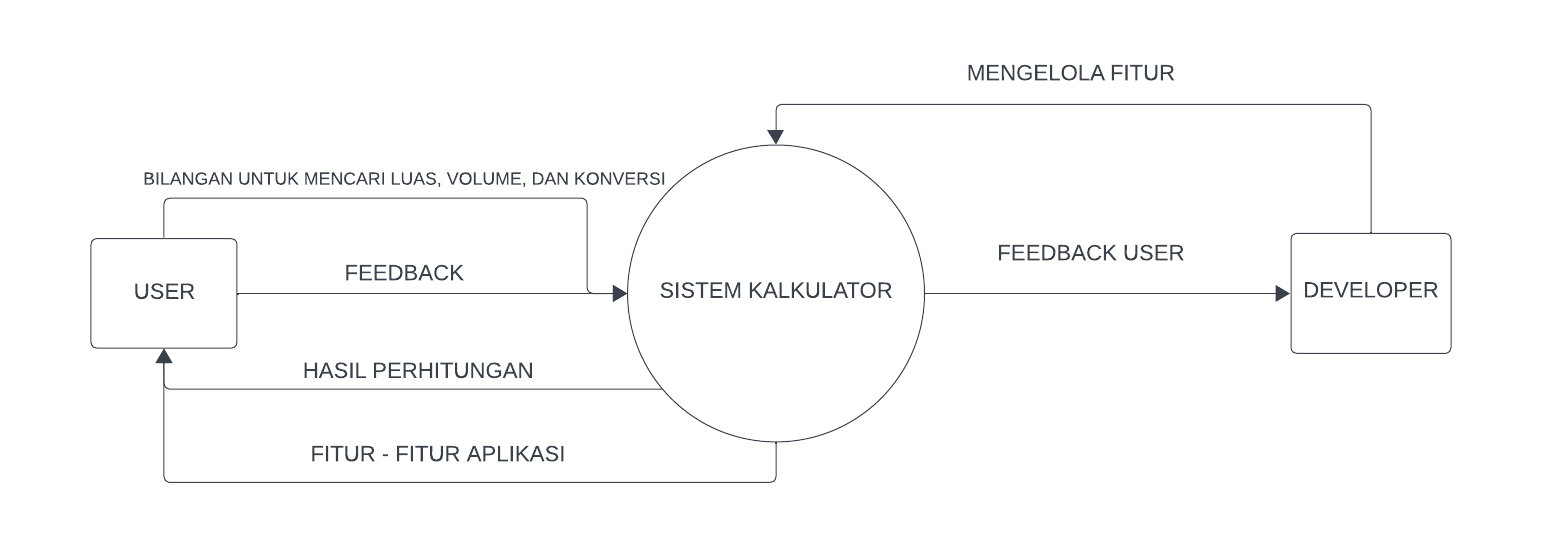 MENGELOLA FITUR
BILANGAN UNTUK MENCARI LUAS, VOLUME, DAN KONVERSI
FEEDBACK USER
FEEDBACK
USER
SISTEM KALKULATOR
DEVELOPER
HASIL PERHITUNGAN
FITUR - FITUR APLIKASI